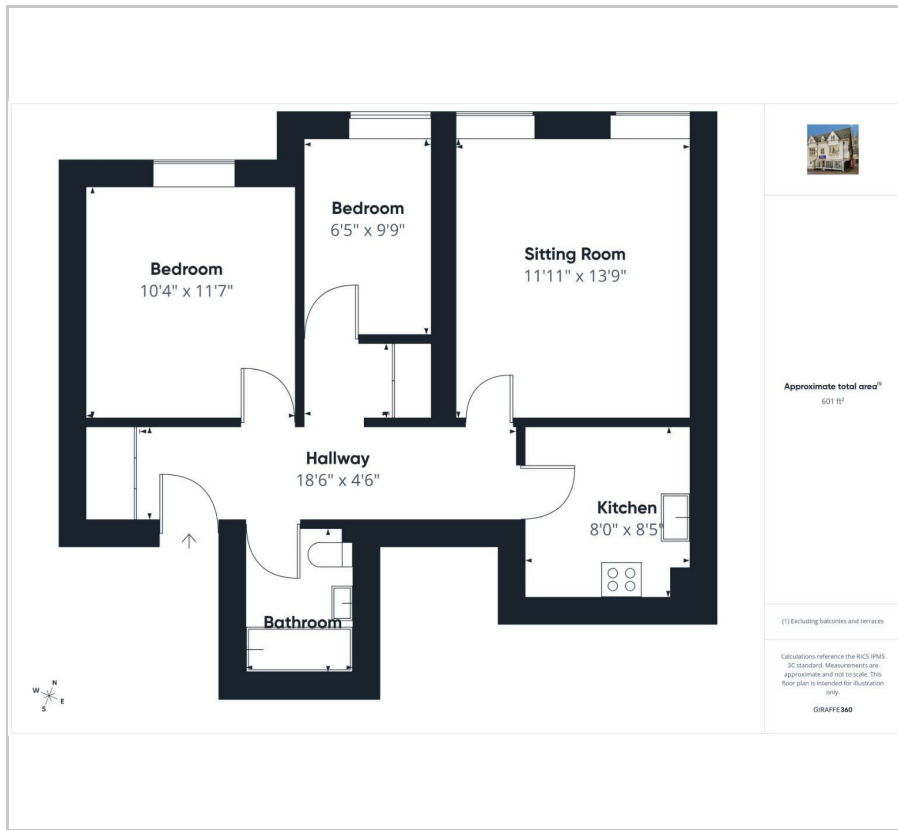 Bedroom
6'5" x 9'9"
Bedroom
10'4" x 11'7"
Sitting Room
11'11" x 13'9"
Hallway
18'6" x 4'6"
Kitchen
8'0" x 8'5"
Bathroom
N
W
E
S
Approximate total area⁽¹⁾
601 ft²
(1) Excluding balconies and terraces
Calculations reference the RICS IPMS
3C standard. Measurements are
approximate and not to scale. This
floor plan is intended for illustration
only.
GIRAFFE360